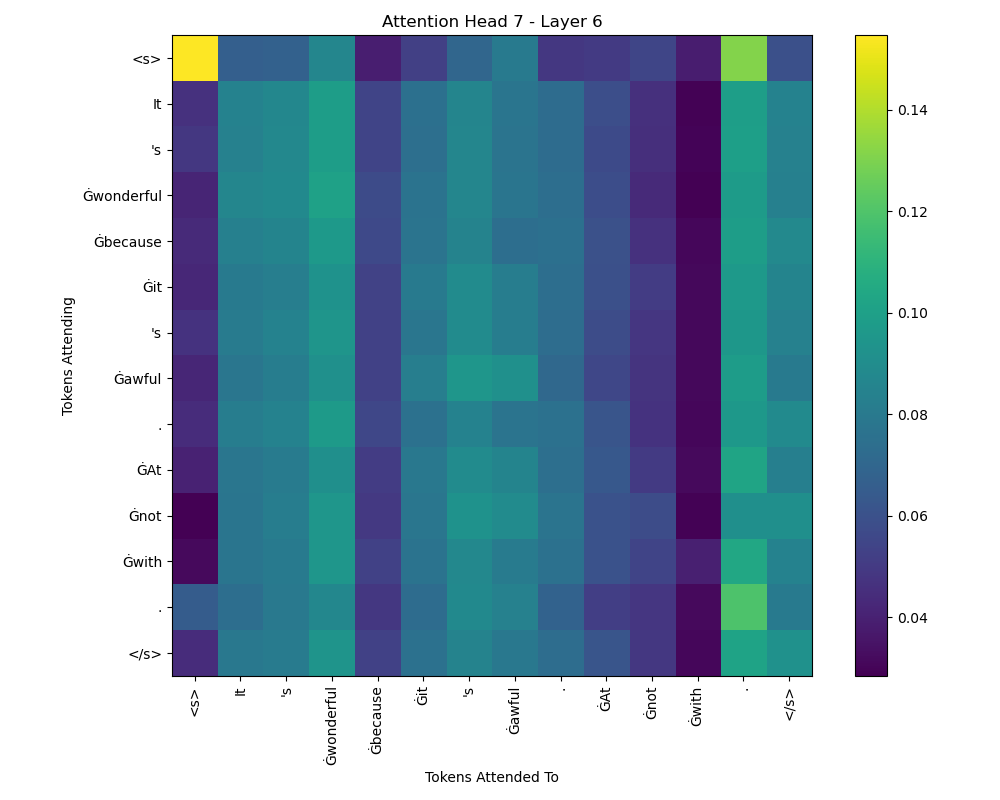 Attention Head 7 - Layer 6
Tokens Attending
<s>
It
's
Ġwonderful
Ġbecause
Ġit
's
Ġawful
.
ĠAt
Ġnot
Ġwith
.
</s>
<s>
It
's
Ġwonderful
Ġbecause
Ġit
's
Ġawful
.
ĠAt
Ġnot
Ġwith
.
</s>
Tokens Attended To
0.14
0.12
0.10
0.08
0.06
0.04